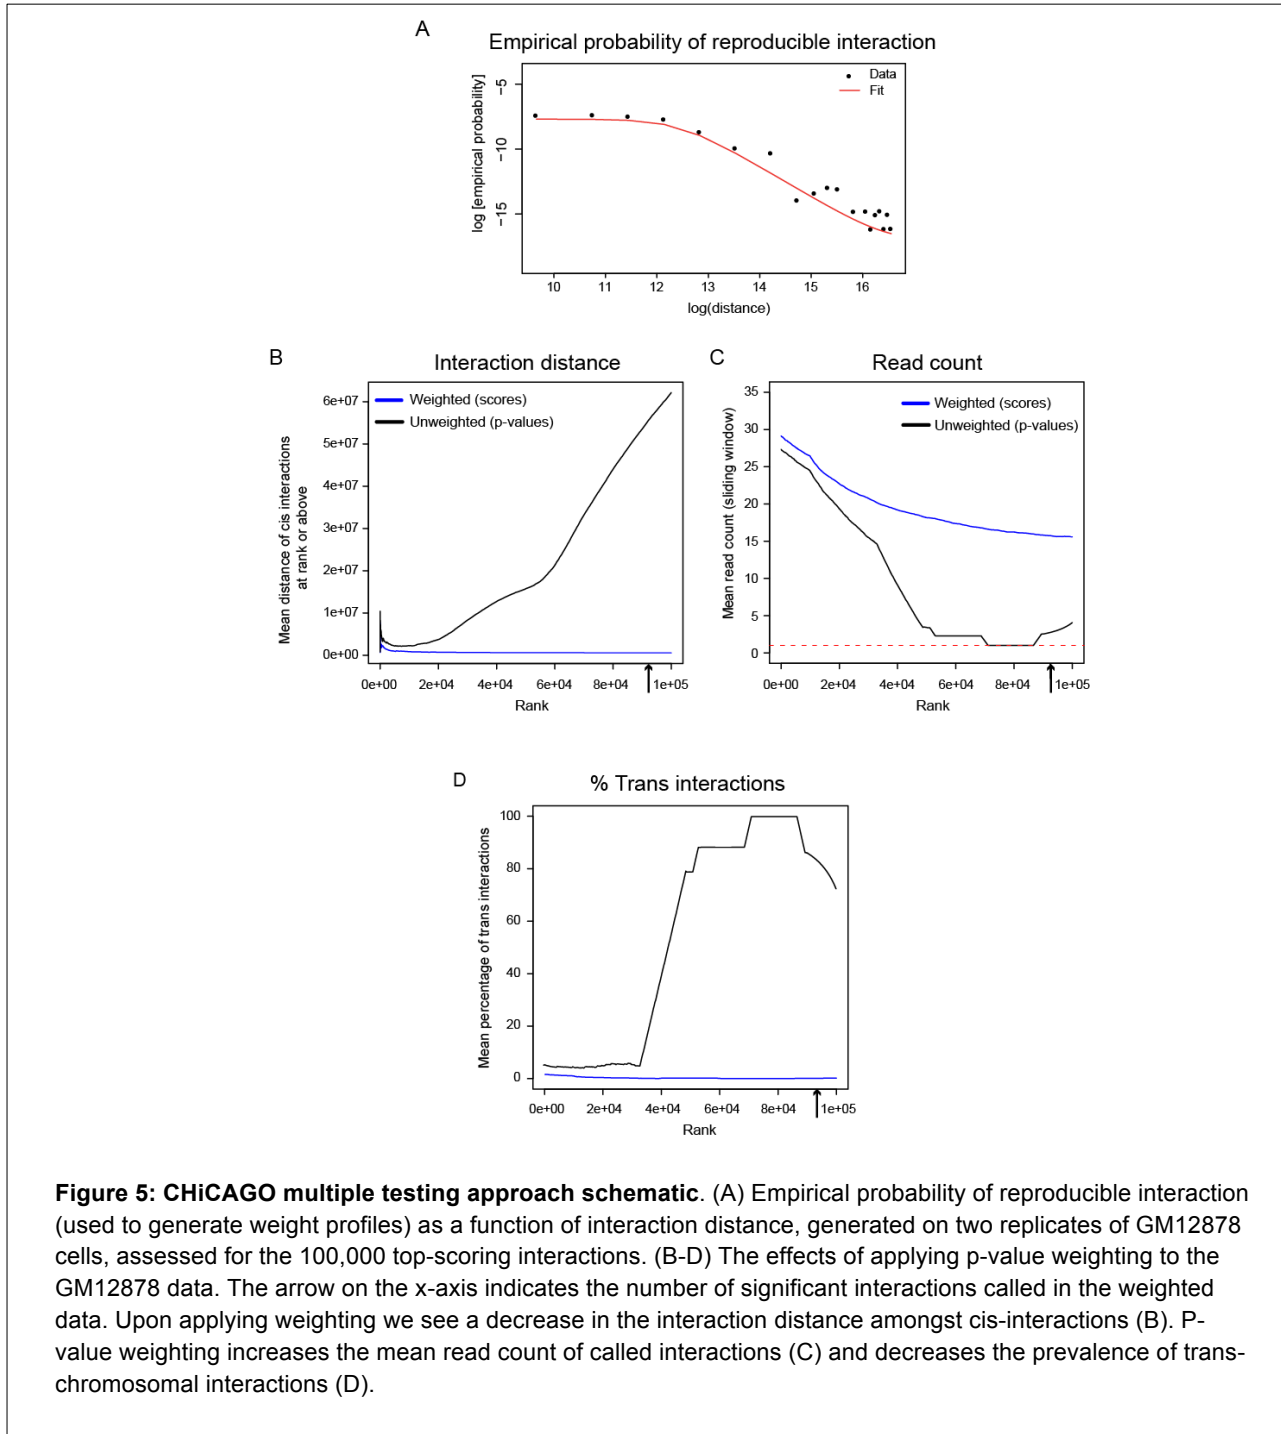 A
Empirical probability of reproducible interaction
Data
Fit
log [empirical probability]
−5
−10
−15
10 11 12 13 14 15 16
log(distance)
B
Interaction distance
Weighted (scores)
Unweighted (p-values)
Mean distance of cis interactions
at rank or above
6e+07
5e+07
4e+07
3e+07
2e+07
1e+07
0e+00
0e+00 2e+04 4e+04 6e+04 8e+04 1e+05
Rank
C
Read count
Weighted (scores)
Unweighted (p-values)
Mean read count (sliding window)
35
30
25
20
15
10
5
0
0e+00 2e+04 4e+04 6e+04 8e+04 1e+05
Rank
D
% Trans interactions
Mean percentage of trans interactions
100
80
60
40
20
0
0e+00 2e+04 4e+04 6e+04 8e+04 1e+05
Rank
Figure 5: CHiCAGO multiple testing approach schematic. (A) Empirical probability of reproducible interaction
(used to generate weight profiles) as a function of interaction distance, generated on two replicates of GM12878
cells, assessed for the 100,000 top-scoring interactions. (B-D) The effects of applying p-value weighting to the
GM12878 data. The arrow on the x-axis indicates the number of significant interactions called in the weighted
data. Upon applying weighting we see a decrease in the interaction distance amongst cis-interactions (B). P-
value weighting increases the mean read count of called interactions (C) and decreases the prevalence of trans-
chromosomal interactions (D).